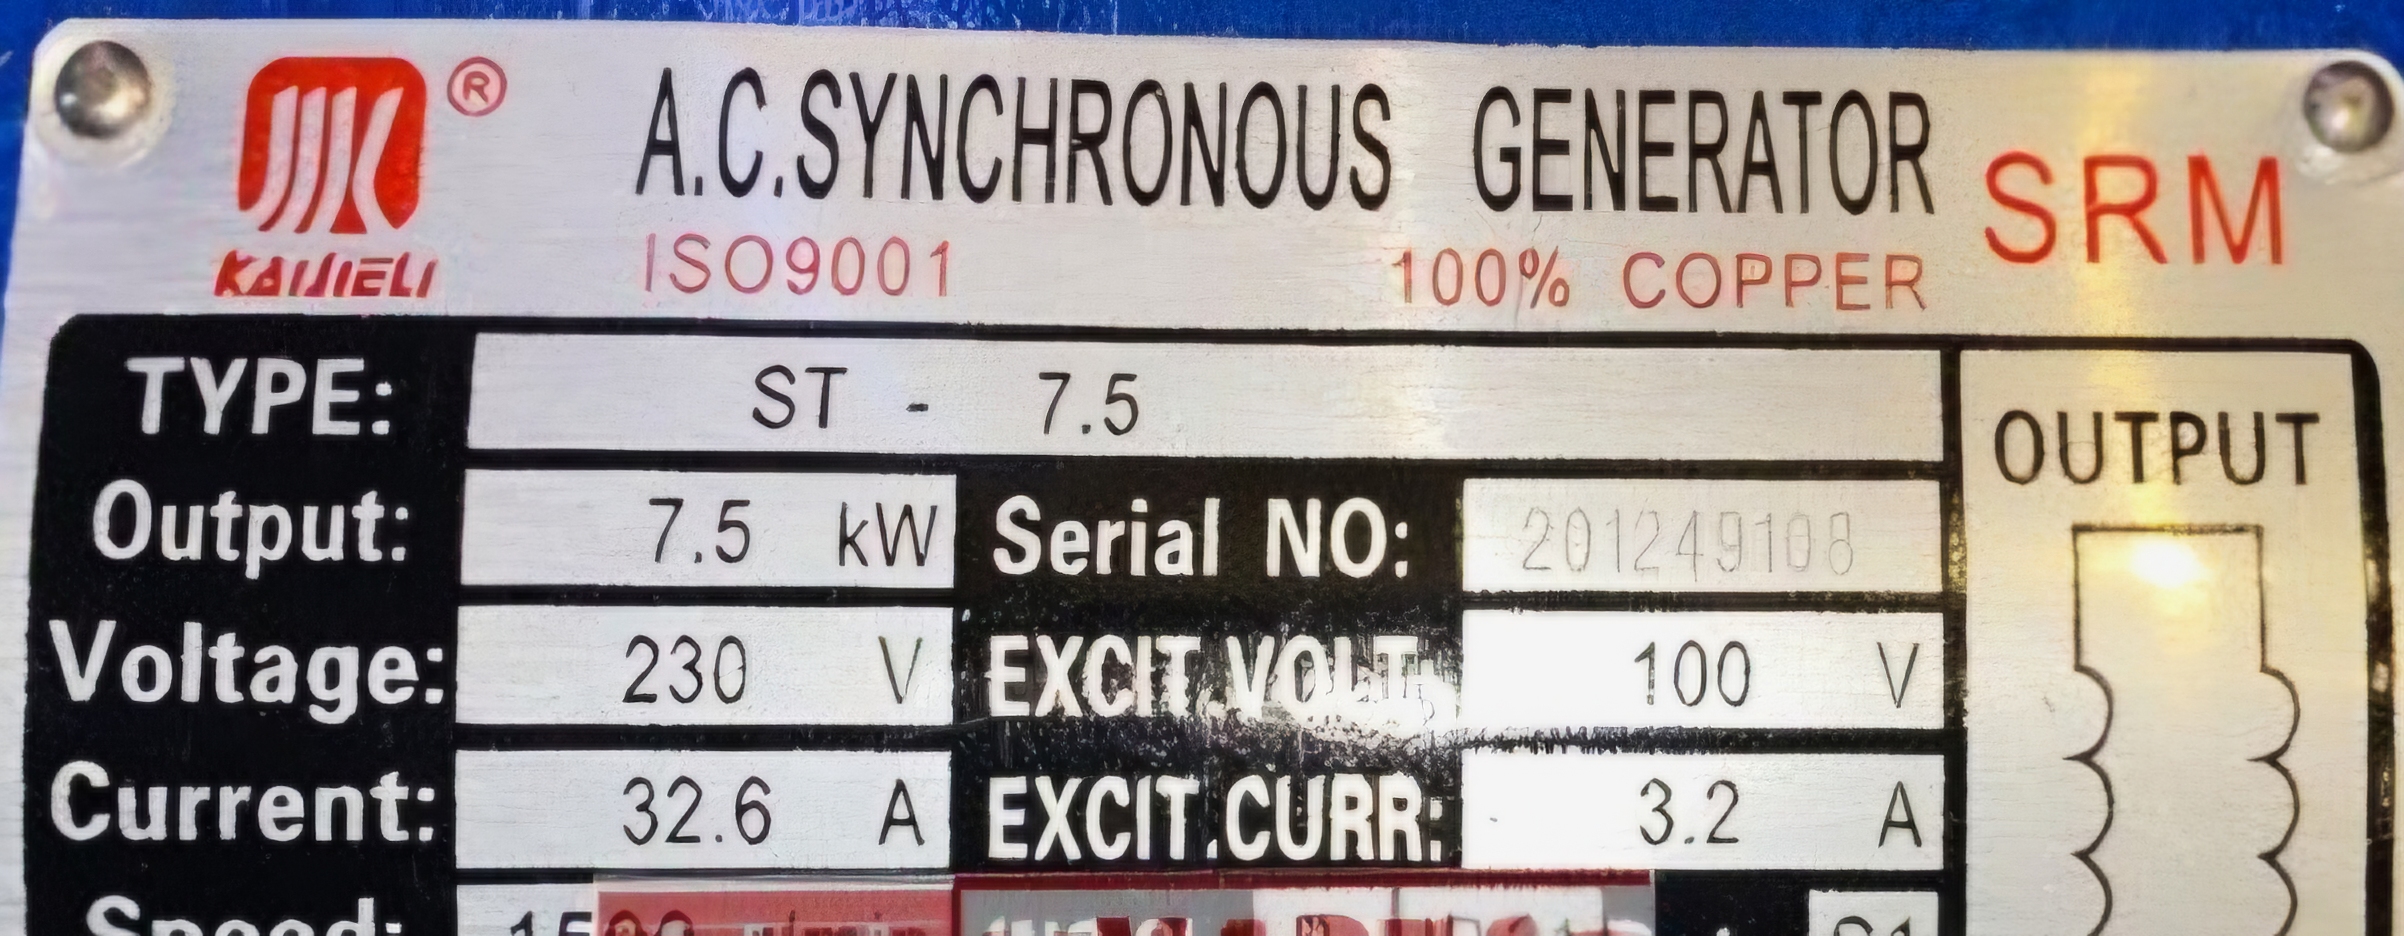 ® A.C.SYNCHRONOUS GENERATOR SRM
KAIJIELI ISO9001 100% COPPER
TYPE: ST - 7.5
OUTPUT
Output: 7.5 kW Serial NO: 201249108
Voltage: 230 V EXCIT.VOLT: 100 V
Current: 32.6 A EXCIT.CURR: 3.2 A
Speed: